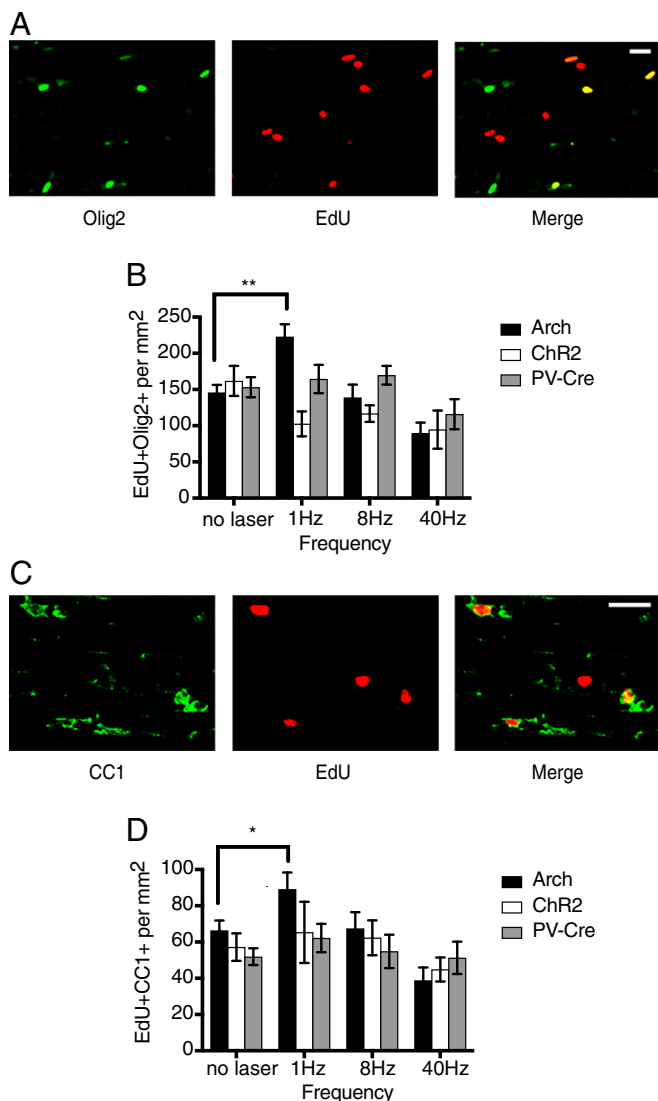 A
Olig2 EdU Merge
B
**
EdU+Olig2+ per mm2
250
200
150
100
50
0
no laser 1Hz 8Hz 40Hz
Frequency
Arch
ChR2
PV-Cre
C
CC1 EdU Merge
D
*
EdU+CC1+ per mm2
100
80
60
40
20
0
no laser 1Hz 8Hz 40Hz
Frequency
Arch
ChR2
PV-Cre